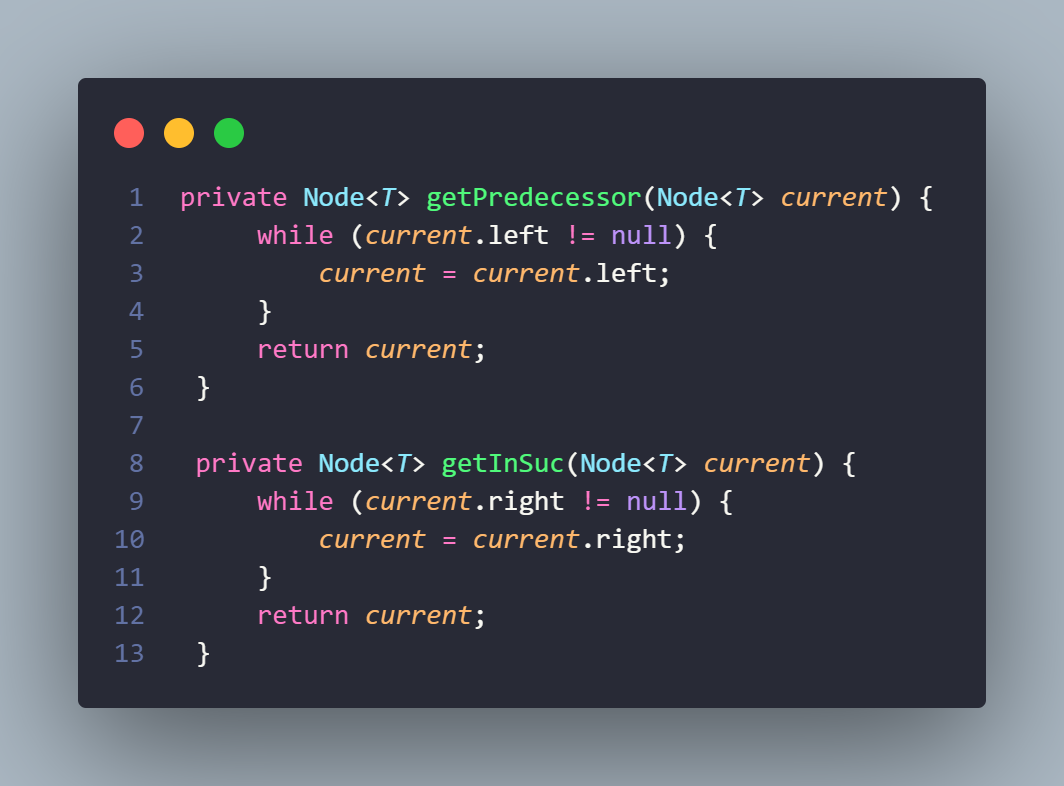 1 private Node<T> getPredecessor(Node<T> current) {
2     while (current.left != null) {
3         current = current.left;
4     }
5     return current;
6 }
7
8 private Node<T> getInSuc(Node<T> current) {
9     while (current.right != null) {
10         current = current.right;
11     }
12     return current;
13 }